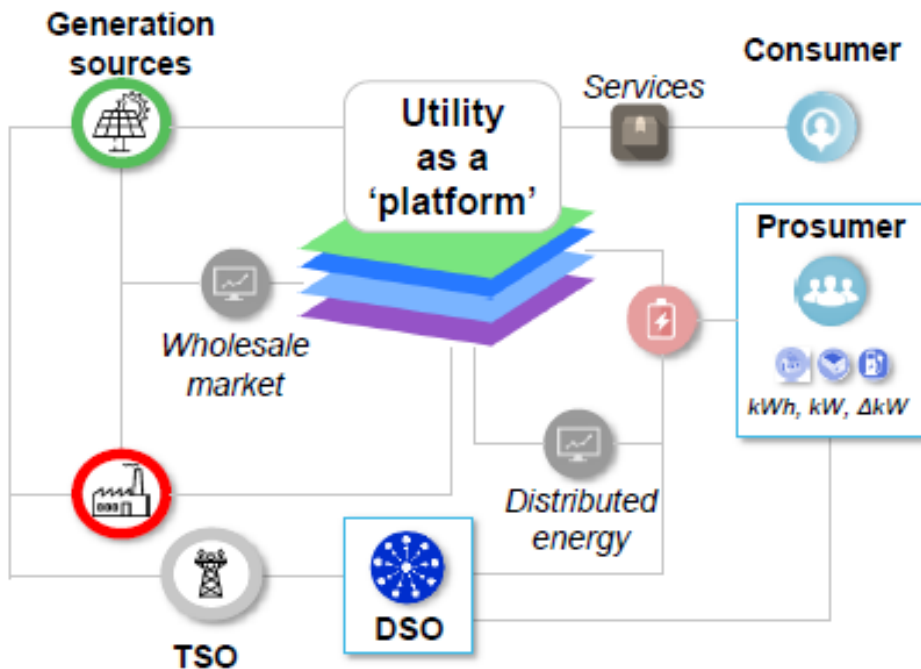 Generation
sources
Utility
as a
‘platform’
Services
Consumer
Prosumer
kWh, kW, ΔkW
Wholesale
market
Distributed
energy
TSO
DSO